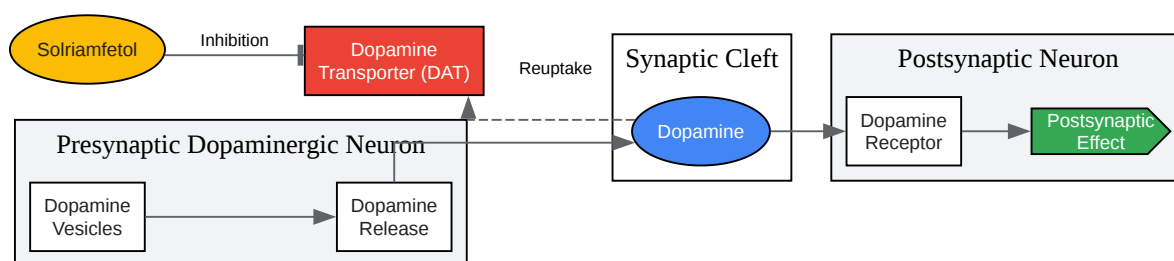 Solriamfetol
Inhibition
Dopamine
Transporter (DAT)
Reuptake
Synaptic Cleft
Dopamine
Postsynaptic Neuron
Dopamine
Receptor
Postsynaptic
Effect
Presynaptic Dopaminergic Neuron
Dopamine
Vesicles
Dopamine
Release